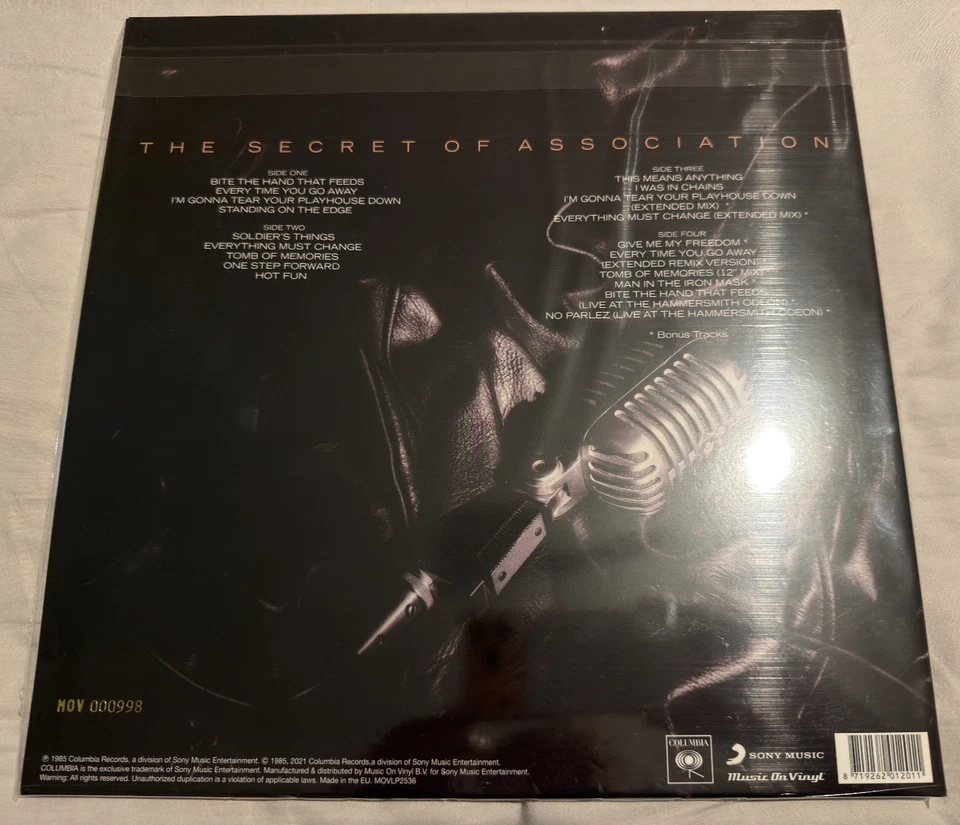 THE SECRET OF ASSOCIATION
SIDE ONE
BITE THE HAND THAT FEEDS
EVERY TIME YOU GO AWAY
I'M GONNA TEAR YOUR PLAYHOUSE DOWN
STANDING ON THE EDGE
SIDE TWO
SOLDIER'S THINGS
EVERYTHING MUST CHANGE
TOMB OF MEMORIES
ONE STEP FORWARD
HOT FUN
SIDE THREE
THIS MEANS ANYTHING
I WAS IN CHAINS
I'M GONNA TEAR YOUR PLAYHOUSE DOWN
(EXTENDED MIX) *
EVERYTHING MUST CHANGE (EXTENDED MIX) *
SIDE FOUR
GIVE ME MY FREEDOM *
EVERY TIME YOU GO AWAY
(EXTENDED REMIX VERSION) *
TOMB OF MEMORIES (12" MIX) *
MAN IN THE IRON MASK *
BITE THE HAND THAT FEEDS
(LIVE AT THE HAMMERSMITH ODEON) *
NO PARLEZ (LIVE AT THE HAMMERSMITH ODEON) *
* Bonus Tracks
MOV 000998
℗ 1985 Columbia Records, a division of Sony Music Entertainment. © 1985, 2021 Columbia Records,a division of Sony Music Entertainment.
COLUMBIA is the exclusive trademark of Sony Music Entertainment. Manufactured & distributed by Music On Vinyl B.V. for Sony Music Entertainment.
Warning: All rights reserved. Unauthorized duplication is a violation of applicable laws. Made in the EU. MOVLP2536
COLUMBIA
SONY MUSIC
Music On Vinyl
8 719262 012011